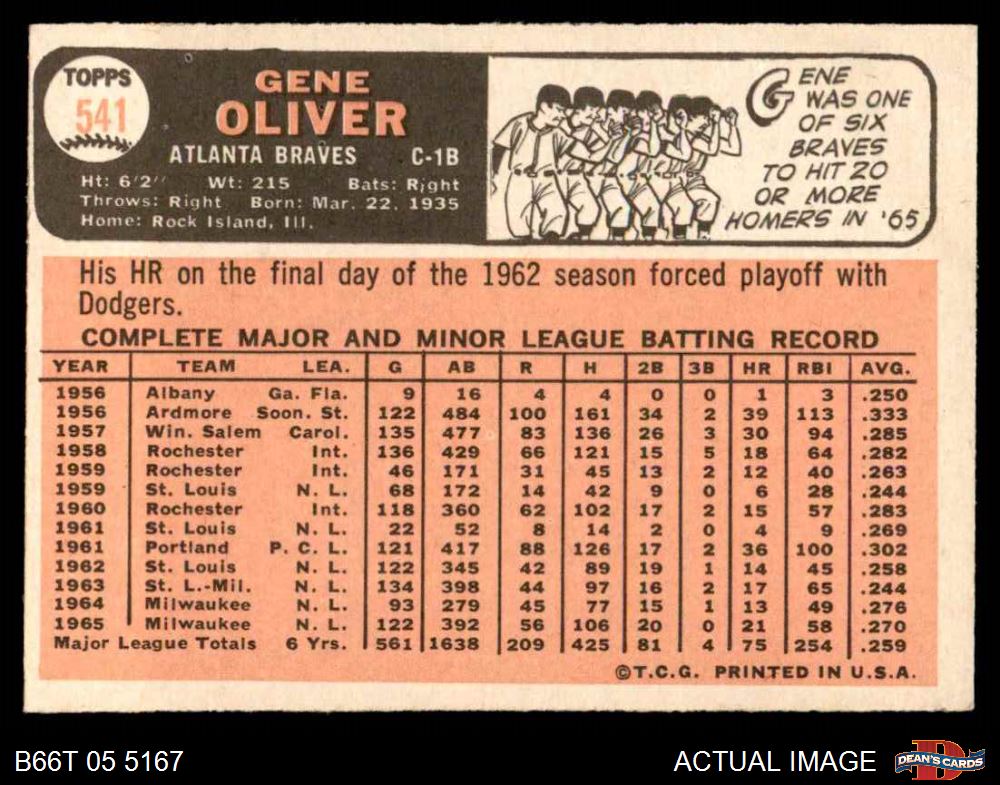 TOPPS
541
GENE
OLIVER
ATLANTA BRAVES C-1B
Ht: 6'2" Wt: 215 Bats: Right
Throws: Right Born: Mar. 22, 1935
Home: Rock Island, Ill.
GENE
WAS ONE
OF SIX
BRAVES
TO HIT 20
OR MORE
HOMERS IN '65
His HR on the final day of the 1962 season forced playoff with
Dodgers.
COMPLETE MAJOR AND MINOR LEAGUE BATTING RECORD
YEAR TEAM LEA. G AB R H 2B 3B HR RBI AVG.
1956 Albany Ga. Fla. 9 16 4 4 0 0 1 3 .250
1956 Ardmore Soon. St. 122 484 100 161 34 2 39 113 .333
1957 Win. Salem Carol. 135 477 83 136 26 3 30 94 .285
1958 Rochester Int. 136 429 66 121 15 5 18 64 .282
1959 Rochester Int. 46 171 31 45 13 2 12 40 .263
1959 St. Louis N. L. 68 172 14 42 9 0 6 28 .244
1960 Rochester Int. 118 360 62 102 17 2 15 57 .283
1961 St. Louis N. L. 22 52 8 14 2 0 4 9 .269
1961 Portland P. C. L. 121 417 88 126 17 2 36 100 .302
1962 St. Louis N. L. 122 345 42 89 19 1 14 45 .258
1963 St. L.-Mil. N. L. 134 398 44 97 16 2 17 65 .244
1964 Milwaukee N. L. 93 279 45 77 15 1 13 49 .276
1965 Milwaukee N. L. 122 392 56 106 20 0 21 58 .270
Major League Totals 6 Yrs. 561 1638 209 425 81 4 75 254 .259
©T.C.G. PRINTED IN U.S.A.
B66T 05 5167 ACTUAL IMAGE
DEAN'S CARDS